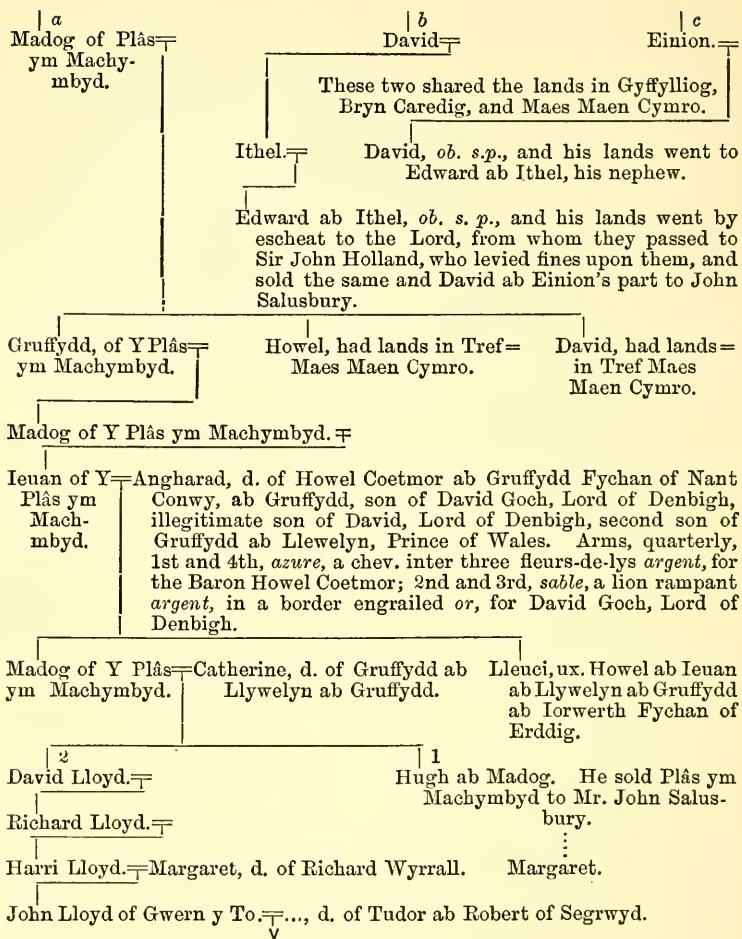 a b c
Madog of Plâs David Einion.
ym Machy-
mbyd.
These two shared the lands in Gyffylliog,
Bryn Caredig, and Maes Maen Cymro.
Ithel. David, ob. s.p., and his lands went to
Edward ab Ithel, his nephew.
Edward ab Ithel, ob. s. p., and his lands went by
escheat to the Lord, from whom they passed to
Sir John Holland, who levied fines upon them, and
sold the same and David ab Einion's part to John
Salusbury.
Gruffydd, of Y Plâs Howel, had lands in Tref= David, had lands=
ym Machymbyd. Maes Maen Cymro. in Tref Maes
Maen Cymro.
Madog of Y Plâs ym Machymbyd.
Ieuan of Y Angharad, d. of Howel Coetmor ab Gruffydd Fychan of Nant
Plâs ym Conwy, ab Gruffydd, son of David Goch, Lord of Denbigh,
Mach- illegitimate son of David, Lord of Denbigh, second son of
mbyd. Gruffydd ab Llewelyn, Prince of Wales. Arms, quarterly,
1st and 4th, azure, a chev. inter three fleurs-de-lys argent, for
the Baron Howel Coetmor; 2nd and 3rd, sable, a lion rampant
argent, in a border engrailed or, for David Goch, Lord of
Denbigh.
Madog of Y Plâs Catherine, d. of Gruffydd ab Lleuci, ux. Howel ab Ieuan
ym Machymbyd. Llywelyn ab Gruffydd. ab Llywelyn ab Gruffydd
ab Iorwerth Fychan of
Erddig.
2 1
David Lloyd. Hugh ab Madog. He sold Plâs ym
Machymbyd to Mr. John Salus-
Richard Lloyd. bury.
Harri Lloyd. Margaret, d. of Richard Wyrrall. Margaret.
John Lloyd of Gwern y To. ..., d. of Tudor ab Robert of Segrwyd.